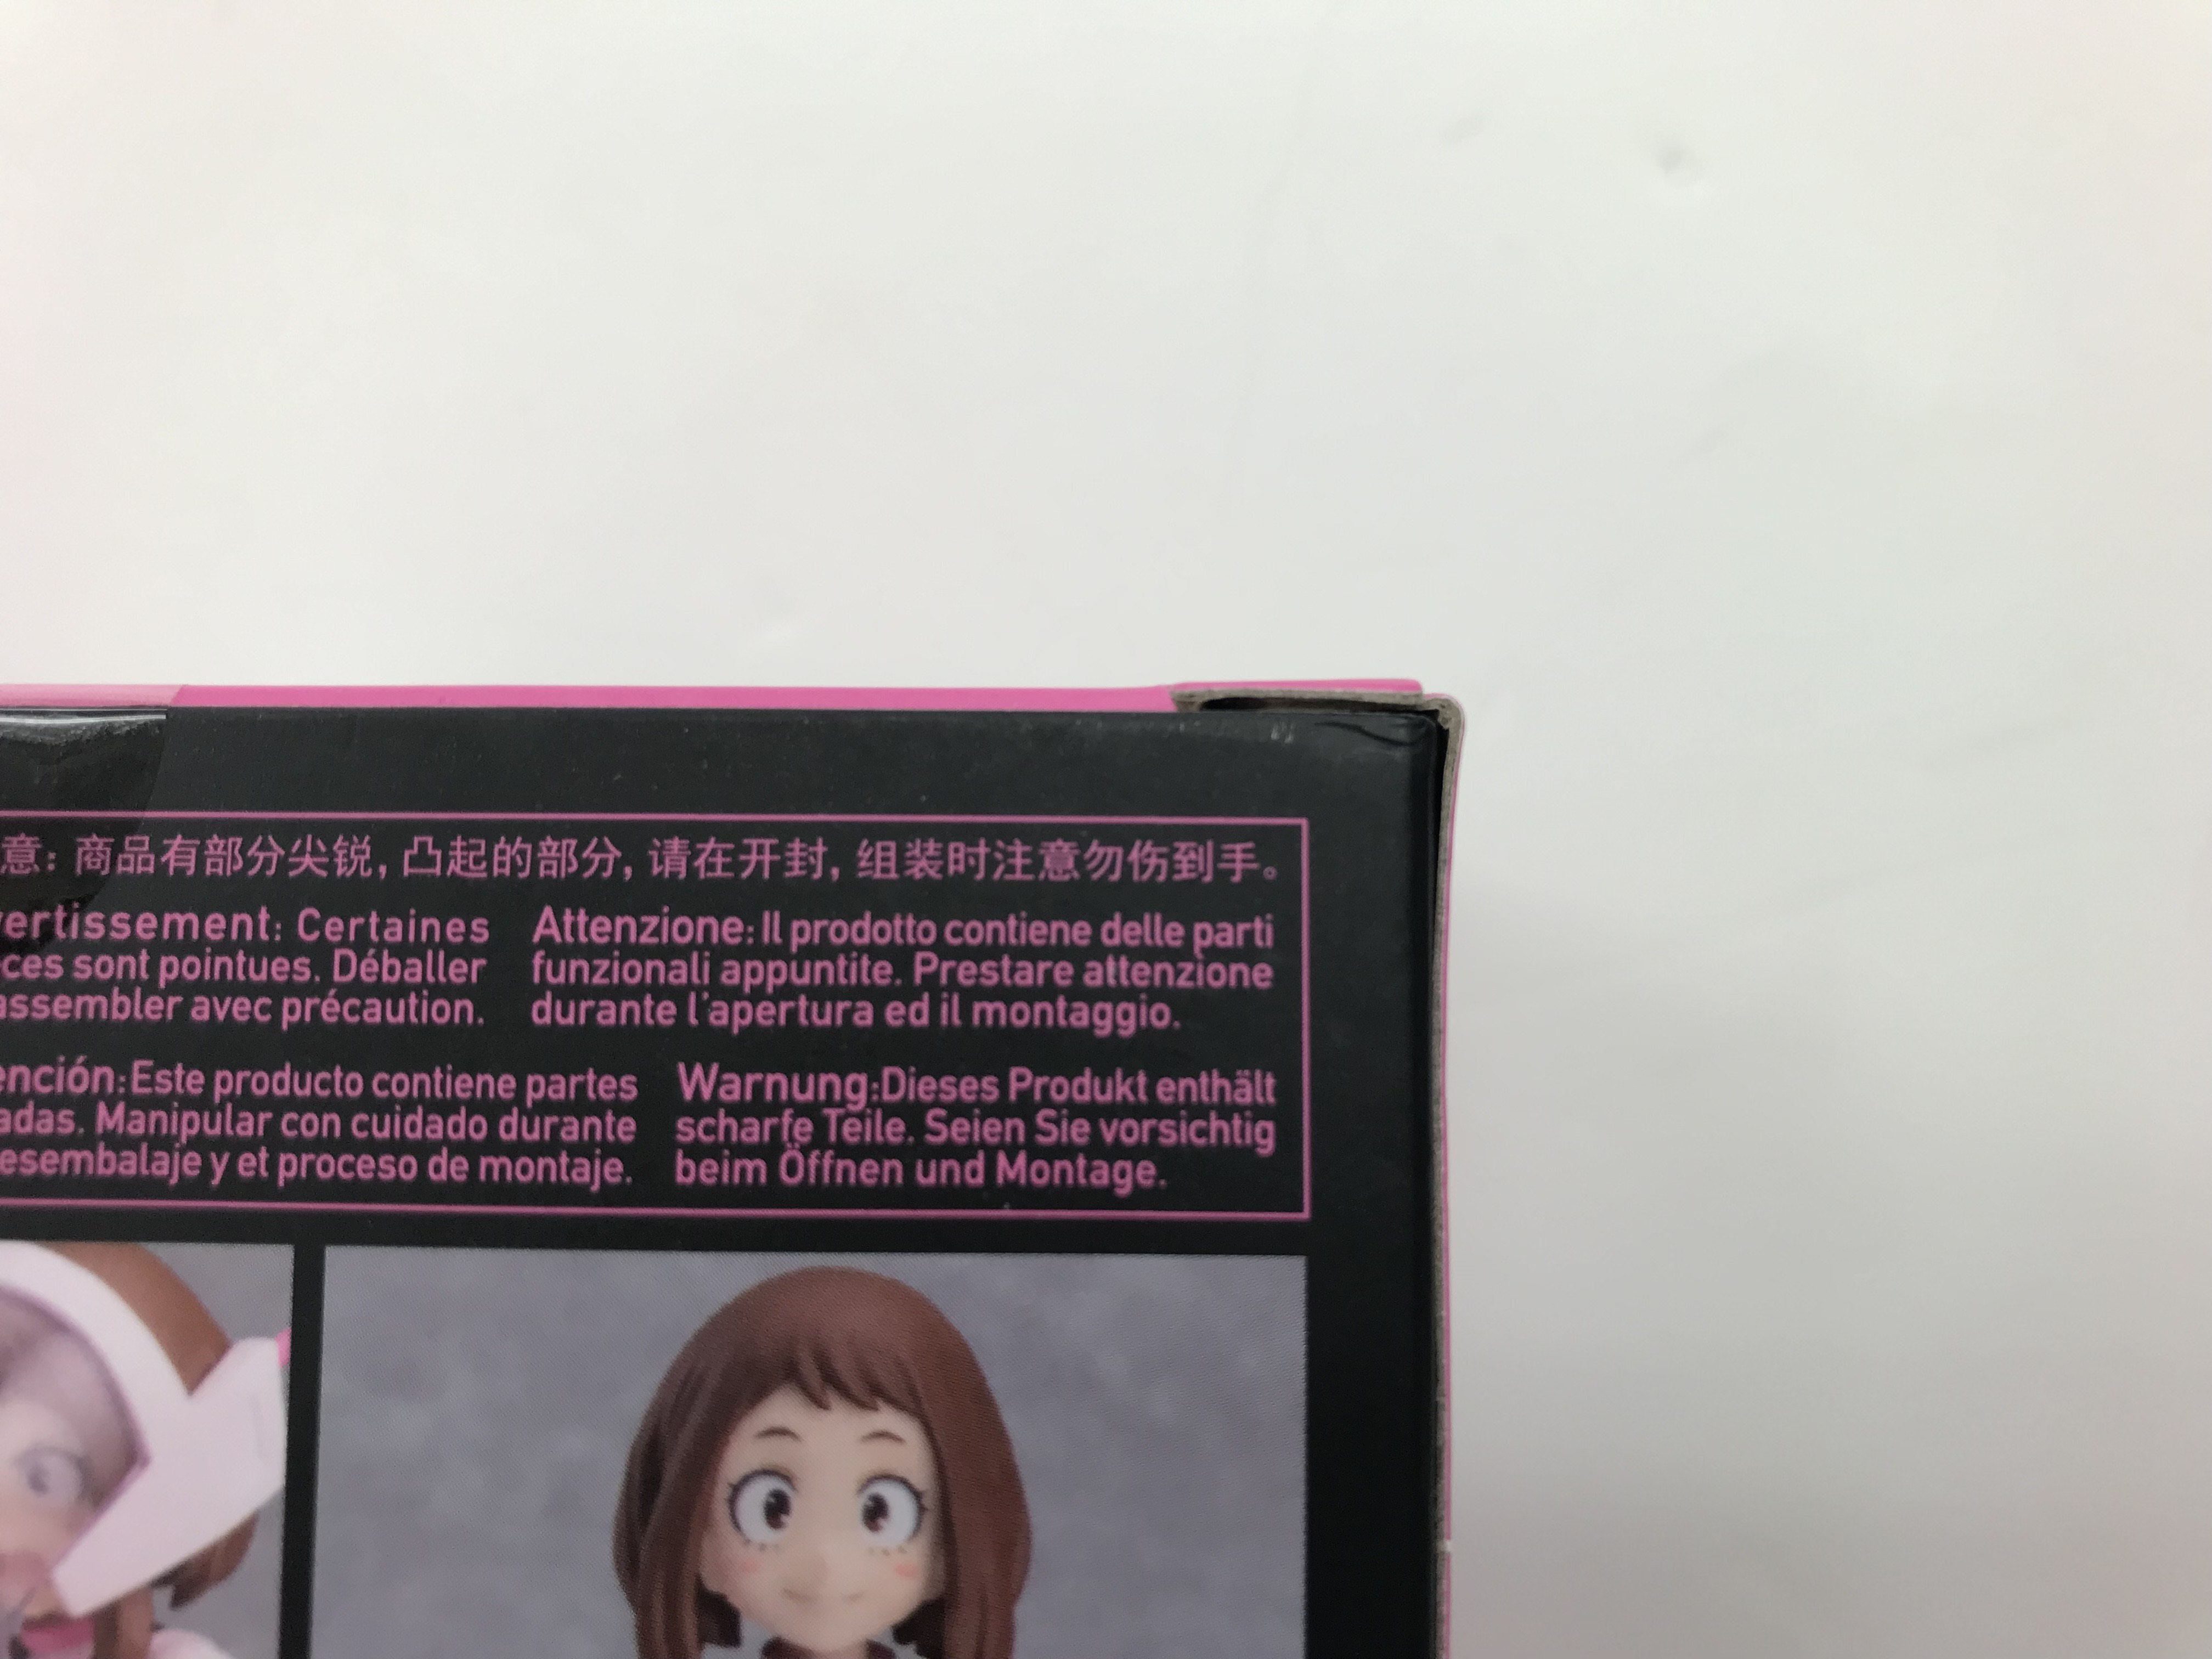 意：商品有部分尖锐，凸起的部分，请在开封，组装时注意勿伤到手。
vertissement: Certaines
ces sont pointues. Déballer
assembler avec précaution.
Attenzione: Il prodotto contiene delle parti
funzionali appuntite. Prestare attenzione
durante l'apertura ed il montaggio.
ención: Este producto contiene partes
adas. Manipular con cuidado durante
esembalaje y et proceso de montaje.
Warnung:Dieses Produkt enthält
scharfe Teile. Seien Sie vorsichtig
beim Öffnen und Montage.